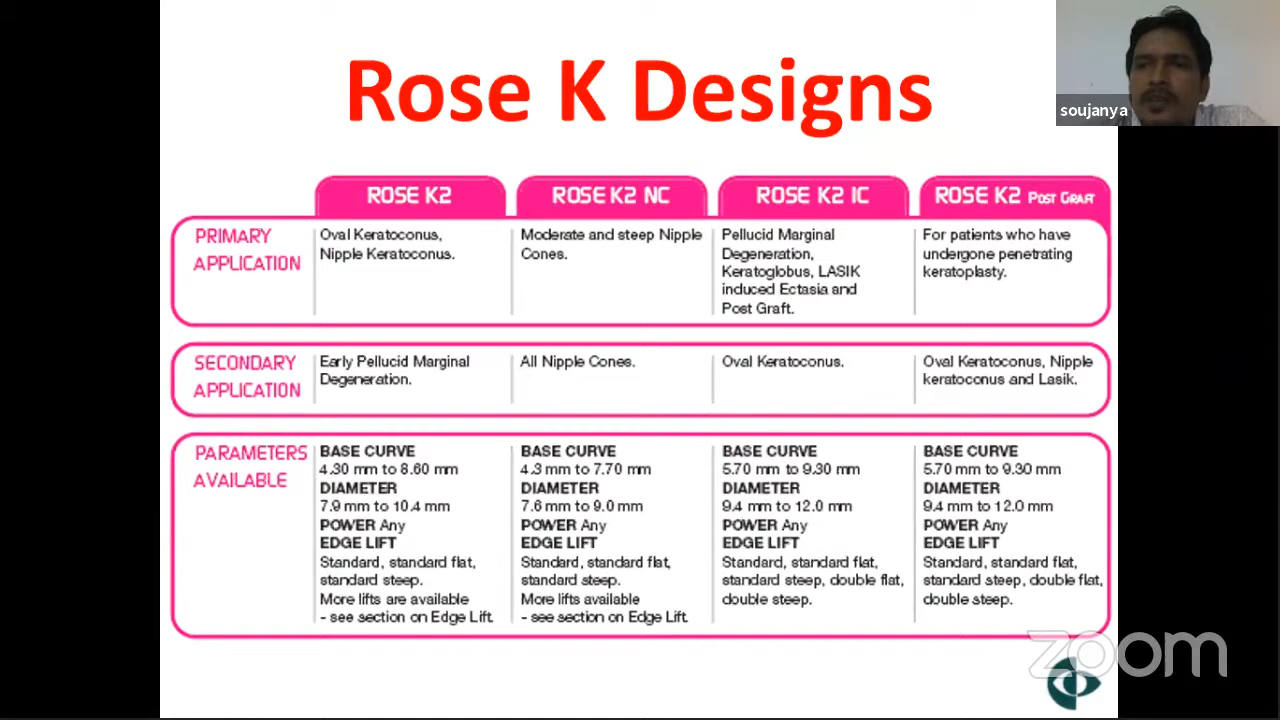 Rose K Designs
soujanya
ROSE K2
ROSE K2 NC
ROSE K2 IC
ROSE K2 POST GRAFT
PRIMARY
APPLICATION
Oval Keratoconus,
Nipple Keratoconus.
Moderate and steep Nipple
Cones.
Pellucid Marginal
Degeneration,
Keratoglobus, LASIK
induced Ectasia and
Post Graft.
For patients who have
undergone penetrating
keratoplasty.
SECONDARY
APPLICATION
Early Pellucid Marginal
Degeneration.
All Nipple Cones.
Oval Keratoconus.
Oval Keratoconus, Nipple
keratoconus and Lasik.
PARAMETERS
AVAILABLE
BASE CURVE
4.30 mm to 8.60 mm
DIAMETER
7.9 mm to 10.4 mm
POWER Any
EDGE LIFT
Standard, standard flat,
standard steep.
More lifts are available
- see section on Edge Lift.
BASE CURVE
4.3 mm to 7.70 mm
DIAMETER
7.6 mm to 9.0 mm
POWER Any
EDGE LIFT
Standard, standard flat,
standard steep.
More lifts available
- see section on Edge Lift.
BASE CURVE
5.70 mm to 9.30 mm
DIAMETER
9.4 mm to 12.0 mm
POWER Any
EDGE LIFT
Standard, standard flat,
standard steep, double flat,
double steep.
BASE CURVE
5.70 mm to 9.30 mm
DIAMETER
9.4 mm to 12.0 mm
POWER Any
EDGE LIFT
Standard, standard flat,
standard steep, double flat,
double steep.
zoom